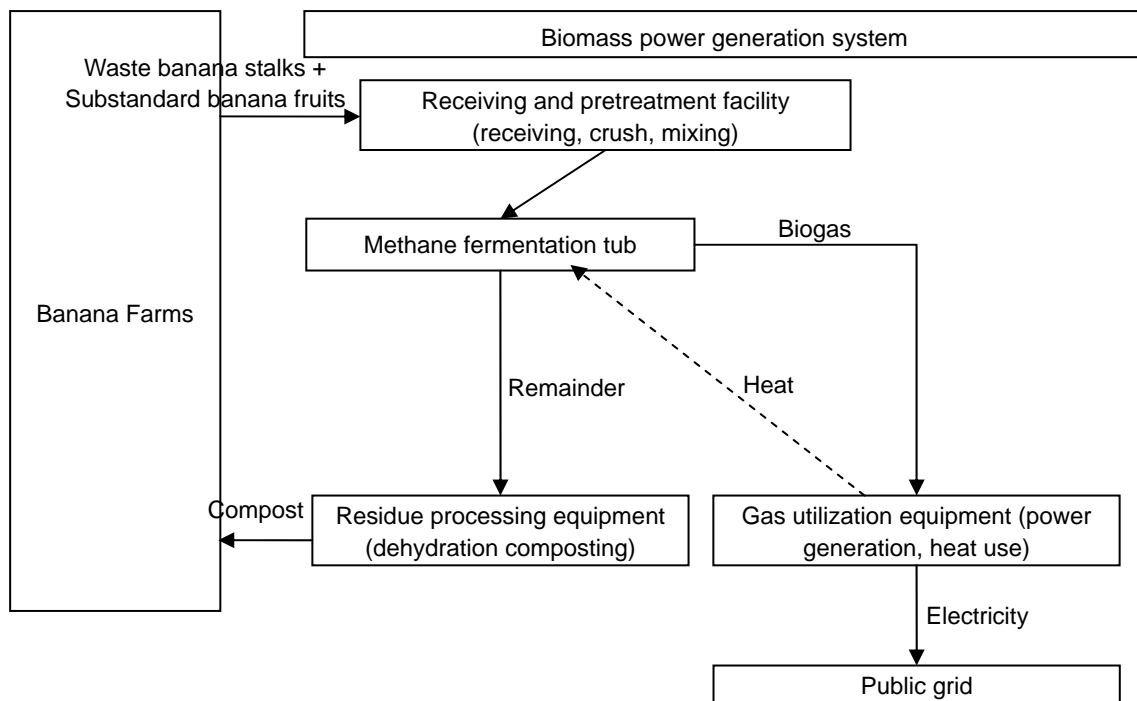 Biomass power generation system
Waste banana stalks +
Substandard banana fruits
Receiving and pretreatment facility
(receiving, crush, mixing)
Methane fermentation tub
Biogas
Banana Farms
Remainder
Heat
Compost
Residue processing equipment
(dehydration composting)
Gas utilization equipment (power
generation, heat use)
Electricity
Public grid